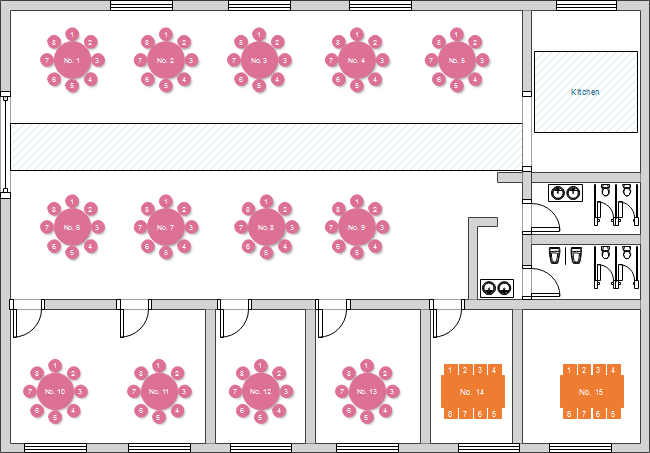 1
8 2
7 No. 1 3
6 4
5
1
8 2
7 No. 2 3
6 4
5
1
8 2
7 No. 3 3
6 4
5
1
8 2
7 No. 4 3
6 4
5
1
8 2
7 No. 5 3
6 4
5
Kitchen
1
8 2
7 No. 6 3
6 4
5
1
8 2
7 No. 7 3
6 4
5
1
8 2
7 No. 8 3
6 4
5
1
8 2
7 No. 9 3
6 4
5
1
8 2
7 No. 10 3
6 4
5
1
8 2
7 No. 11 3
6 4
5
1
8 2
7 No. 12 3
6 4
5
1
8 2
7 No. 13 3
6 4
5
1 2 3 4
No. 14
8 7 6 5
1 2 3 4
No. 15
8 7 6 5